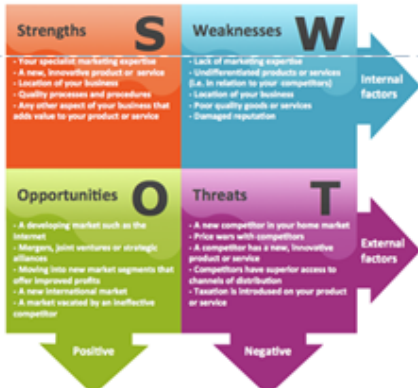 Strengths
S
- Your specialist marketing expertise
- A new, innovative product or service
- Location of your business
- Quality processes and procedures
- Any other aspect of your business that
adds value to your product or service
Weaknesses
W
- Lack of marketing expertise
- Undifferentiated products or services
(i.e. in relation to your competitors)
- Location of your business
- Poor quality goods or services
- Damaged reputation
Internal
factors
Opportunities
O
- A developing market such as the
internet
- Mergers, joint ventures or strategic
alliances
- Moving into new market segments that
offer improved profits
- A new international market
- A market vacated by an ineffective
competitor
Threats
T
- A new competitor in your home market
- Price wars with competitors
- A competitor has a new, innovative
product or service
- Competitors have superior access to
channels of distribution
- Taxation is introdused on your product
or service
External
factors
Positive
Negative